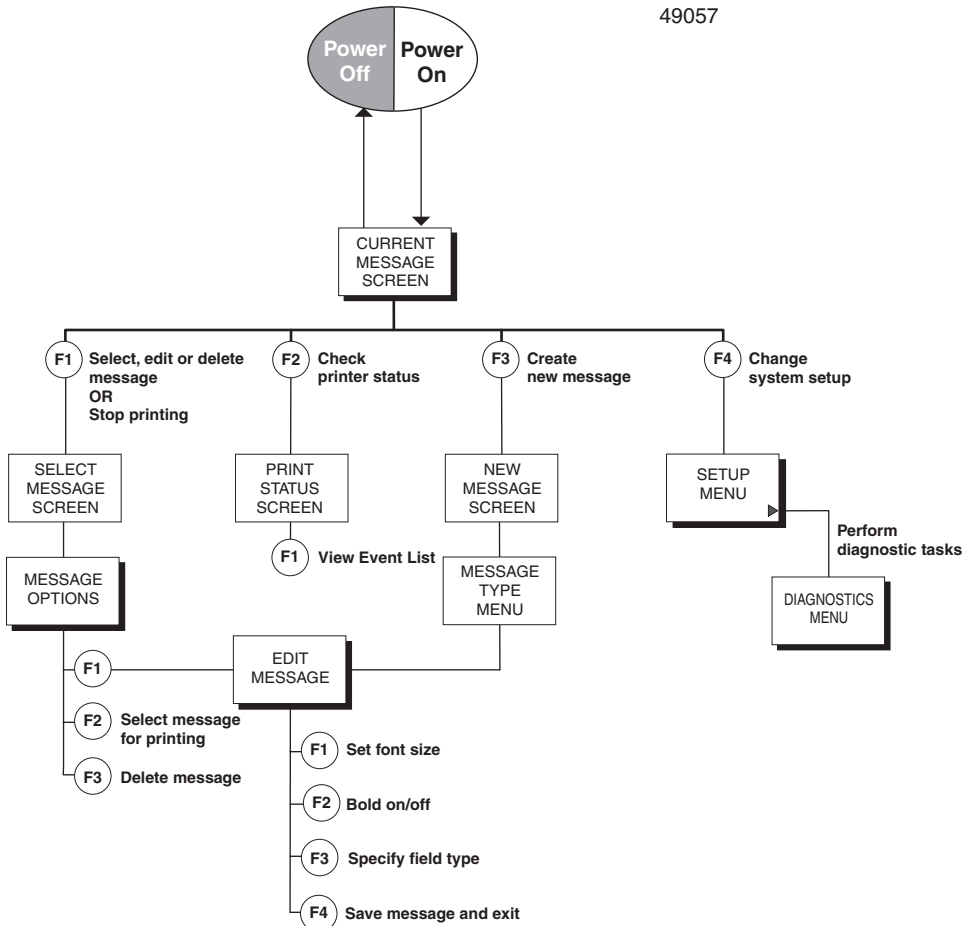 49057
Power
Off
Power
On
CURRENT
MESSAGE
SCREEN
F1
Select, edit or delete
message
OR
Stop printing
F2
Check
printer status
F3
Create
new message
F4
Change
system setup
SELECT
MESSAGE
SCREEN
PRINT
STATUS
SCREEN
NEW
MESSAGE
SCREEN
SETUP
MENU
Perform
diagnostic tasks
F1
View Event List
MESSAGE
OPTIONS
MESSAGE
TYPE
MENU
DIAGNOSTICS
MENU
EDIT
MESSAGE
F1
F2
Select message
for printing
F3
Delete message
F1
Set font size
F2
Bold on/off
F3
Specify field type
F4
Save message and exit